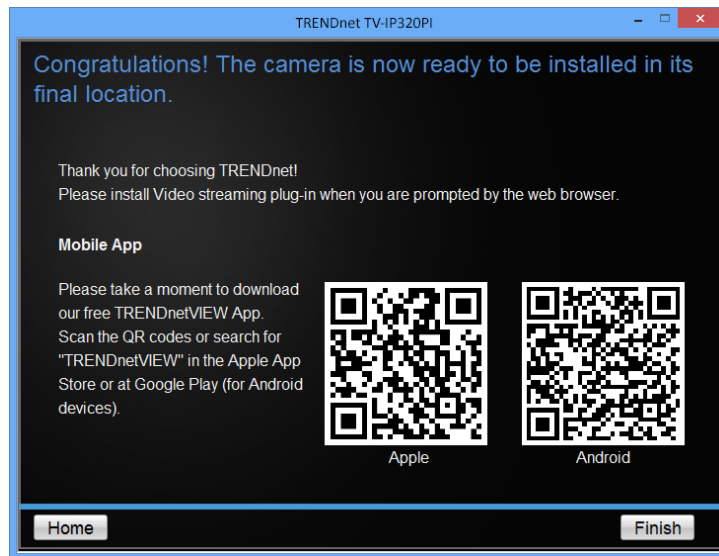 TRENDnet TV-IP320PI
Congratulations! The camera is now ready to be installed in its
final location.
Thank you for choosing TRENDnet!
Please install Video streaming plug-in when you are prompted by the web browser.
Mobile App
Please take a moment to download
our free TRENDnetVIEW App.
Scan the QR codes or search for
"TRENDnetVIEW" in the Apple App
Store or at Google Play (for Android
devices).
Apple
Android
Home
Finish